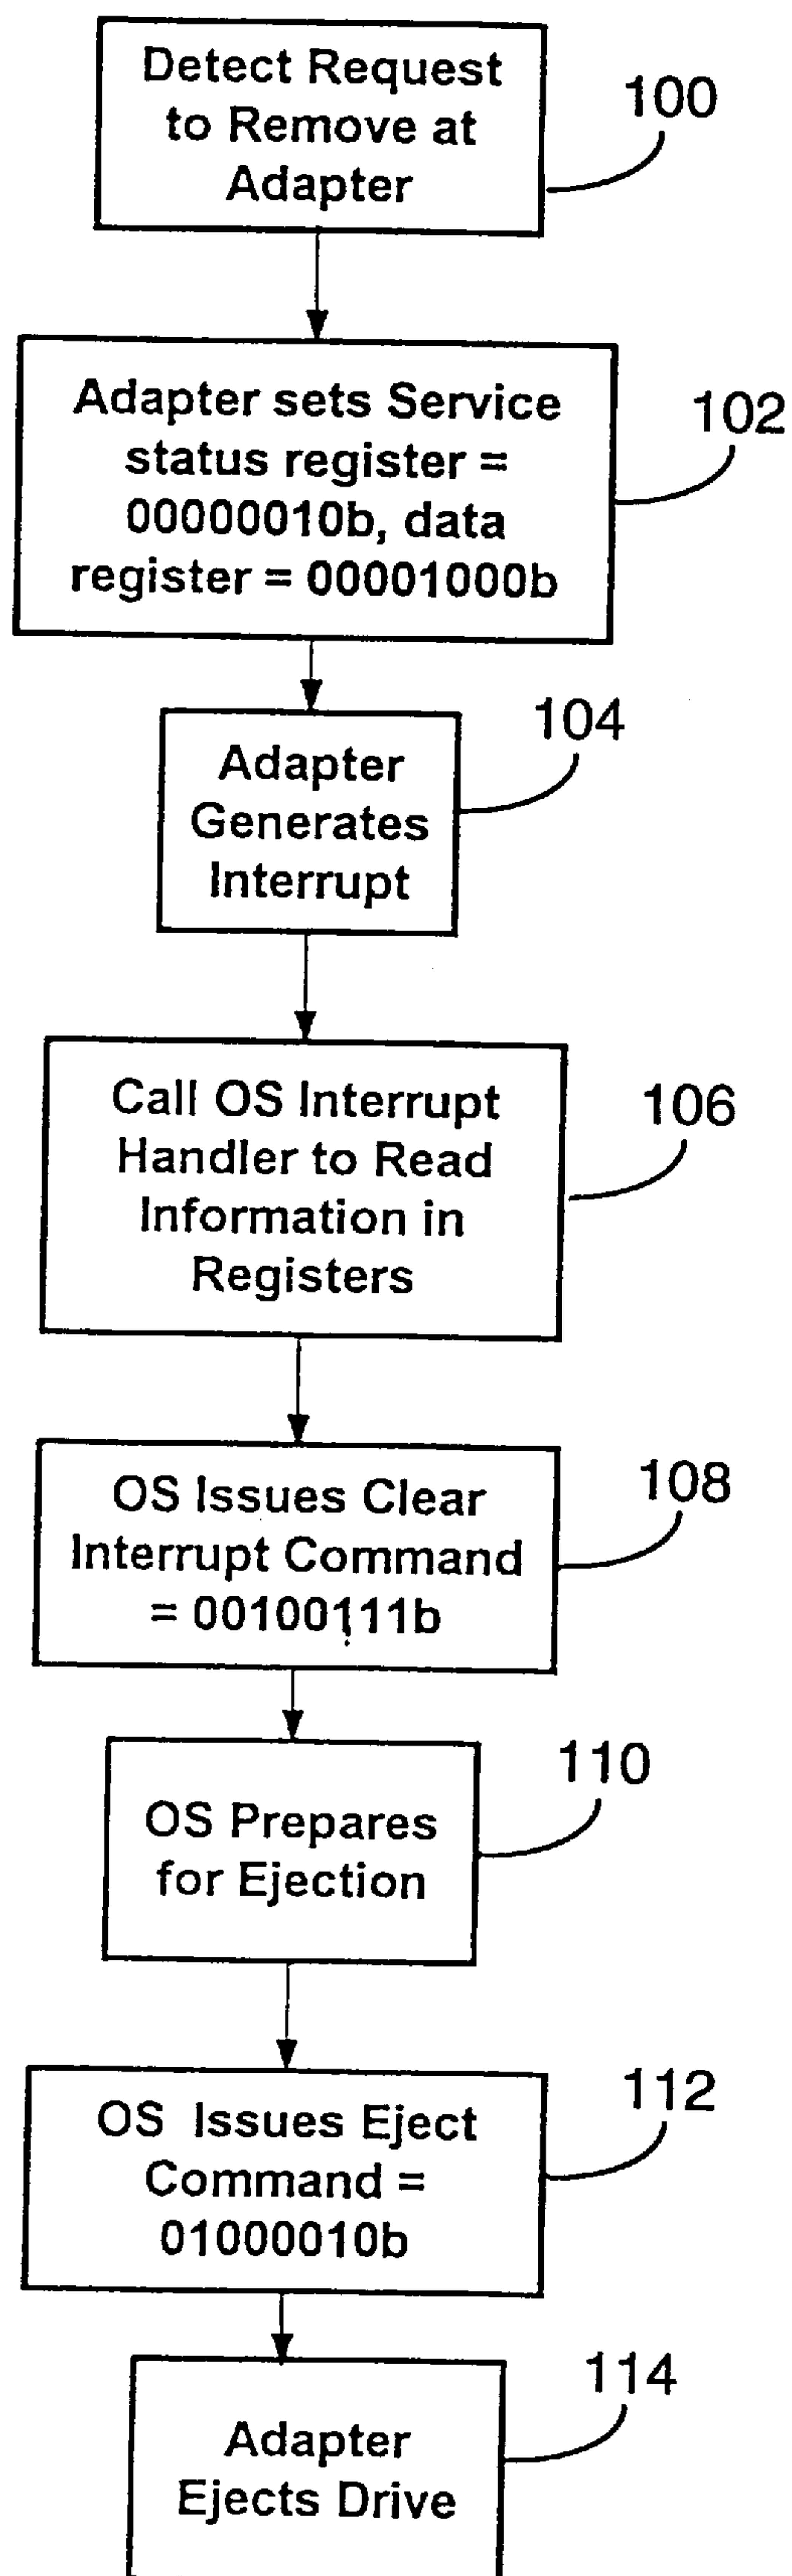 Detect Request
to Remove at
Adapter
100
Adapter sets Service
status register =
00000010b, data
register = 00001000b
102
Adapter
Generates
Interrupt
104
Call OS Interrupt
Handler to Read
Information in
Registers
106
OS Issues Clear
Interrupt Command
= 00100111b
108
OS Prepares
for Ejection
110
OS Issues Eject
Command =
01000010b
112
Adapter
Ejects Drive
114